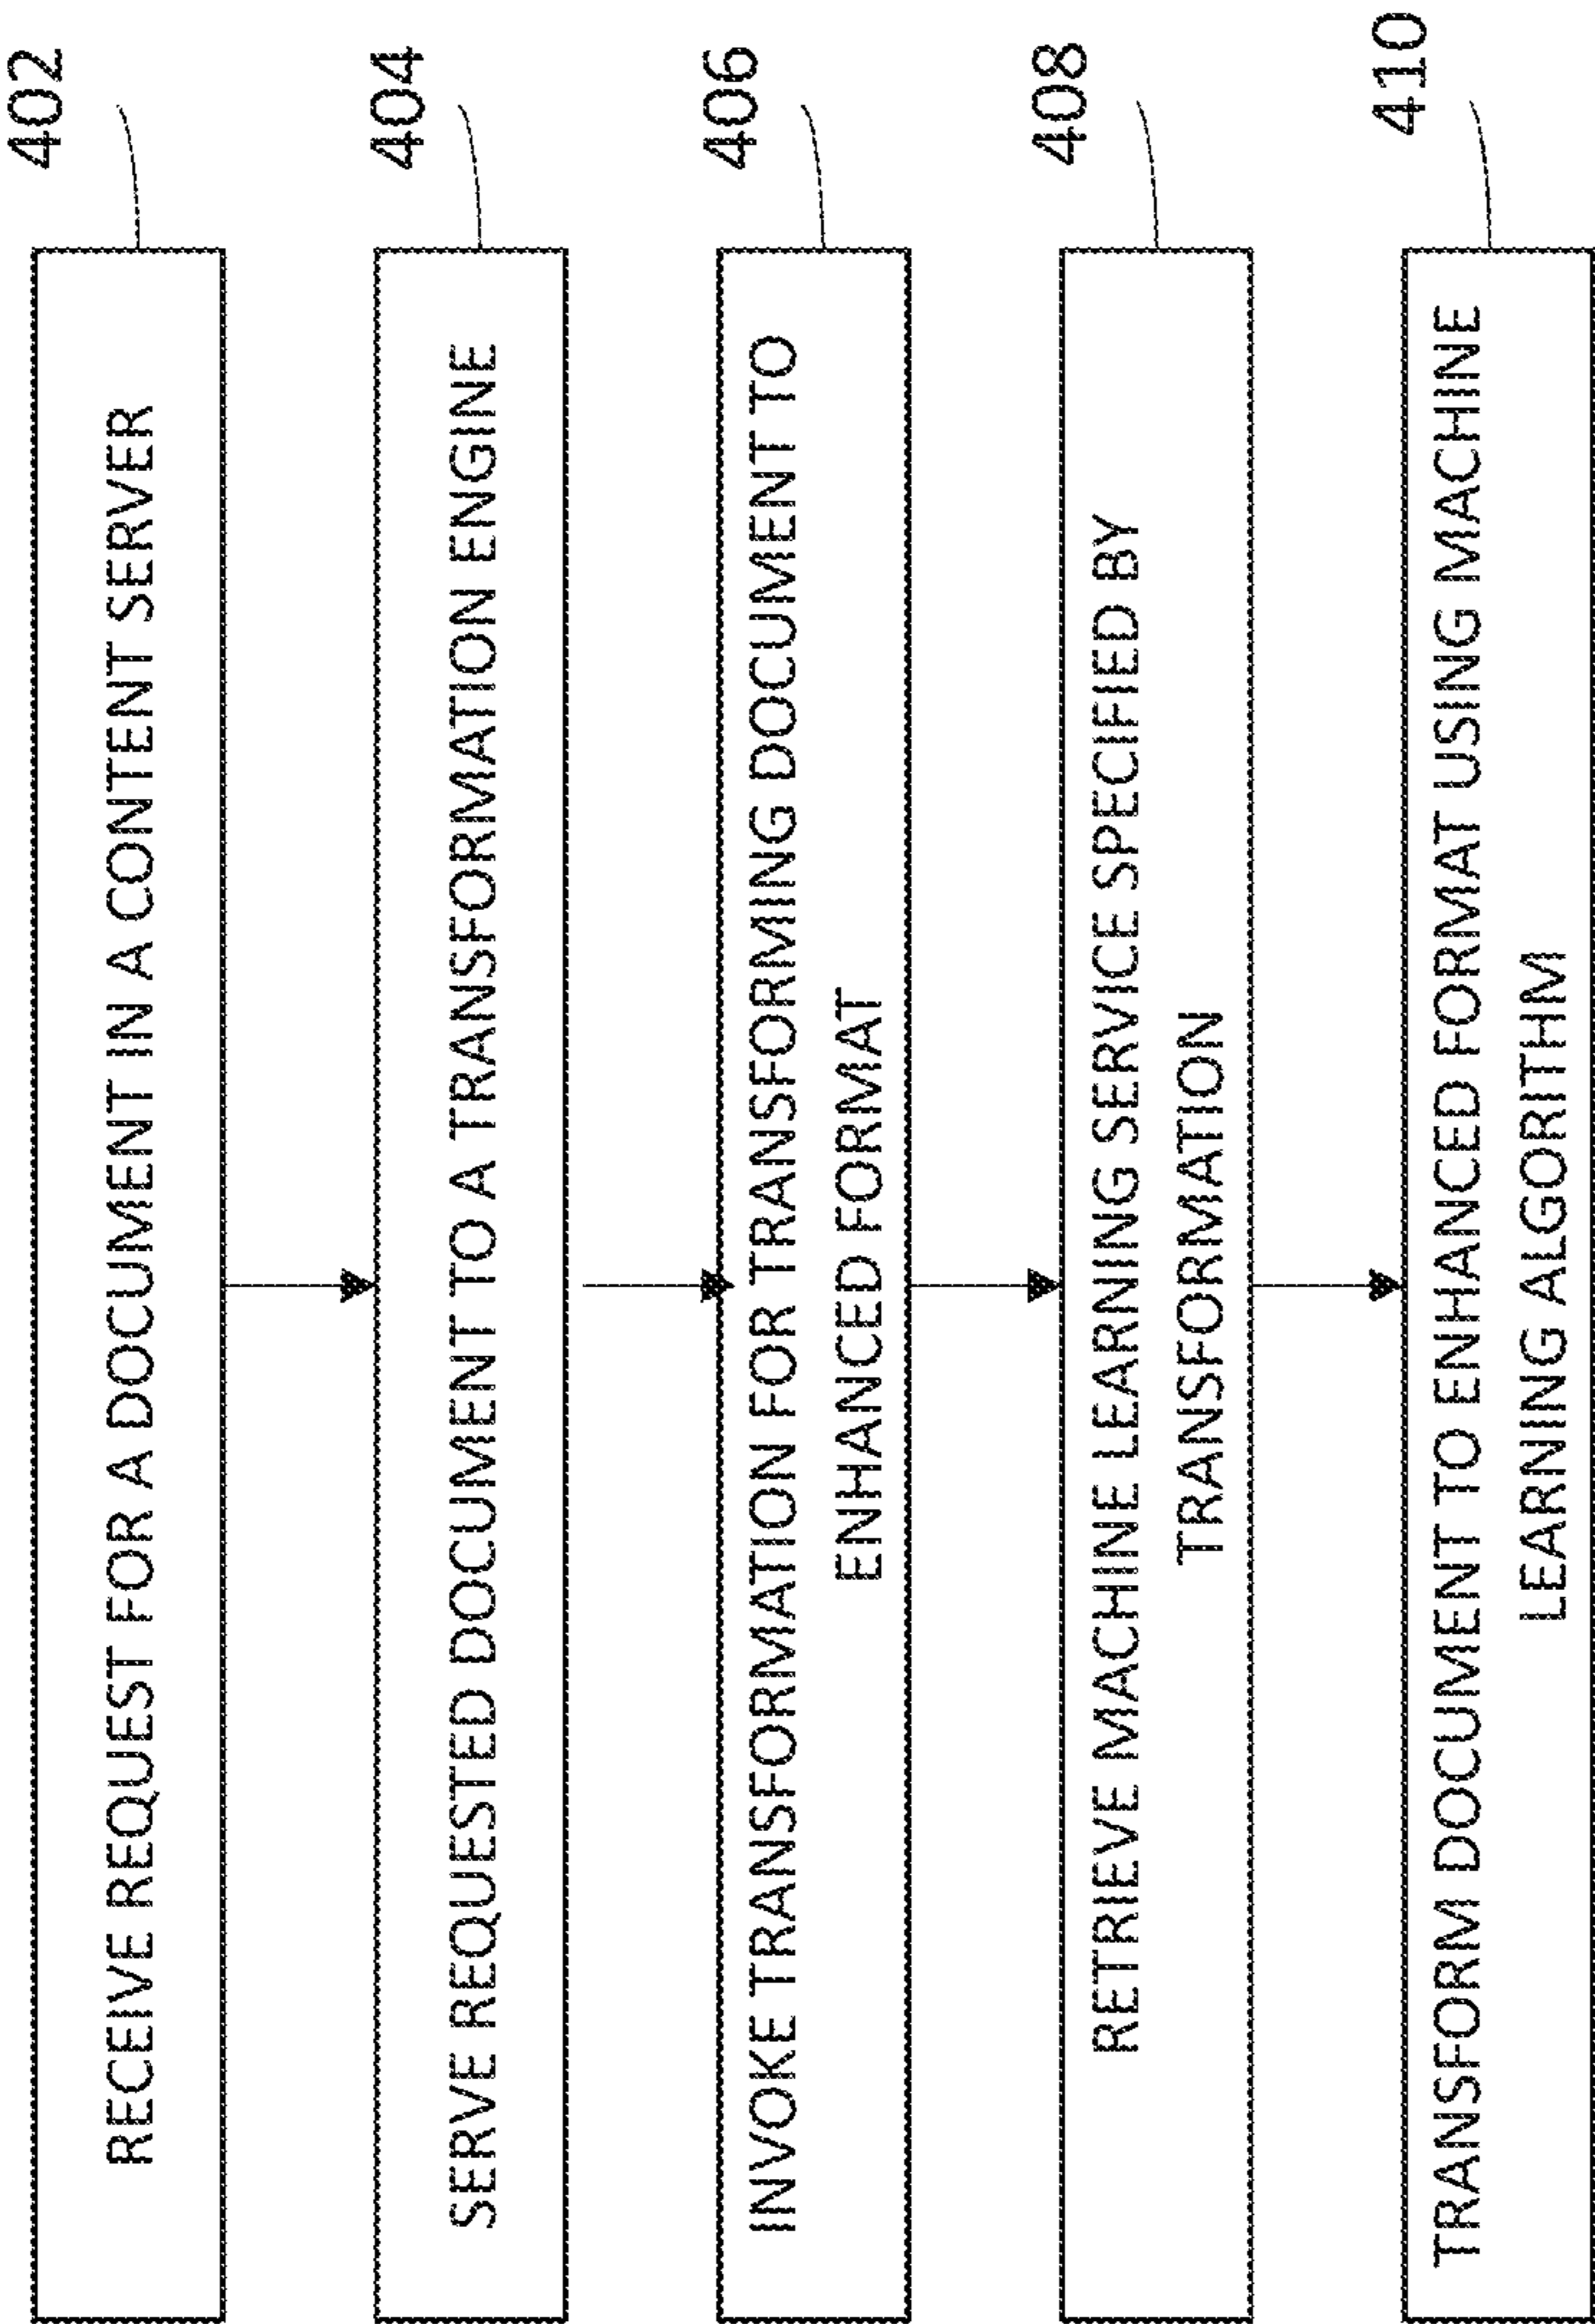 402
RECEIVE REQUEST FOR A DOCUMENT IN A CONTENT SERVER
404
SERVE REQUESTED DOCUMENT TO A TRANSFORMATION ENGINE
406
INVOKE TRANSFORMATION FOR TRANSFORMING DOCUMENT TO
ENHANCED FORMAT
408
RETRIEVE MACHINE LEARNING SERVICE SPECIFIED BY
TRANSFORMATION
410
TRANSFORM DOCUMENT TO ENHANCED FORMAT USING MACHINE
LEARNING ALGORITHM